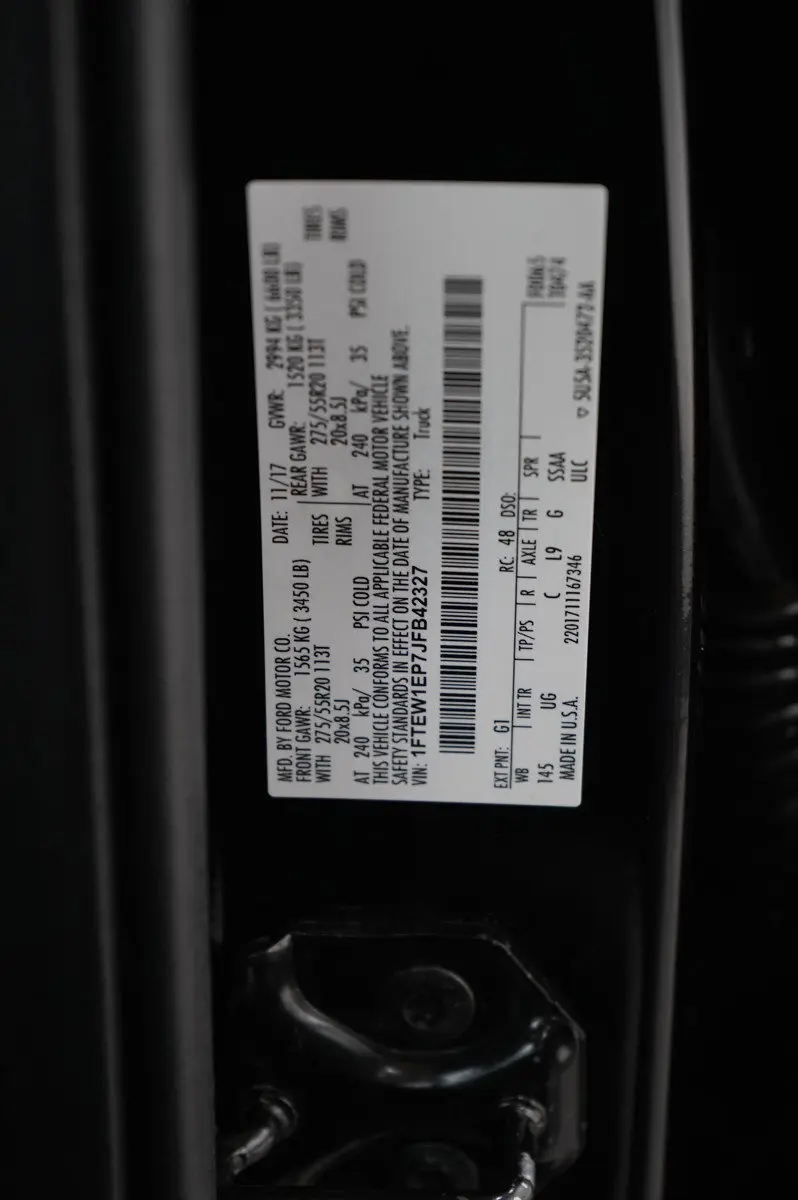 MFD. BY FORD MOTOR CO. DATE: 11/17 GVWR: 2994 KG ( 6600 LB)
FRONT GAWR: 1565 KG ( 3450 LB) REAR GAWR: 1520 KG ( 3350 LB)
WITH 275/55R20 113T TIRES WITH 275/55R20 113T TIRES
20x8.5J RIMS 20x8.5J RIMS
AT 240 kPa/ 35 PSI COLD AT 240 kPa/ 35 PSI COLD
THIS VEHICLE CONFORMS TO ALL APPLICABLE FEDERAL MOTOR VEHICLE
SAFETY STANDARDS IN EFFECT ON THE DATE OF MANUFACTURE SHOWN ABOVE.
VIN: 1FTEW1EP7JFB42327 TYPE: Truck
EXT PNT: G1 RC: 48 DSO:
WB INT TR TP/PS R AXLE TR SPR
145 UG C L9 G SSAA
MADE IN U.S.A. 2201711167346 ULC